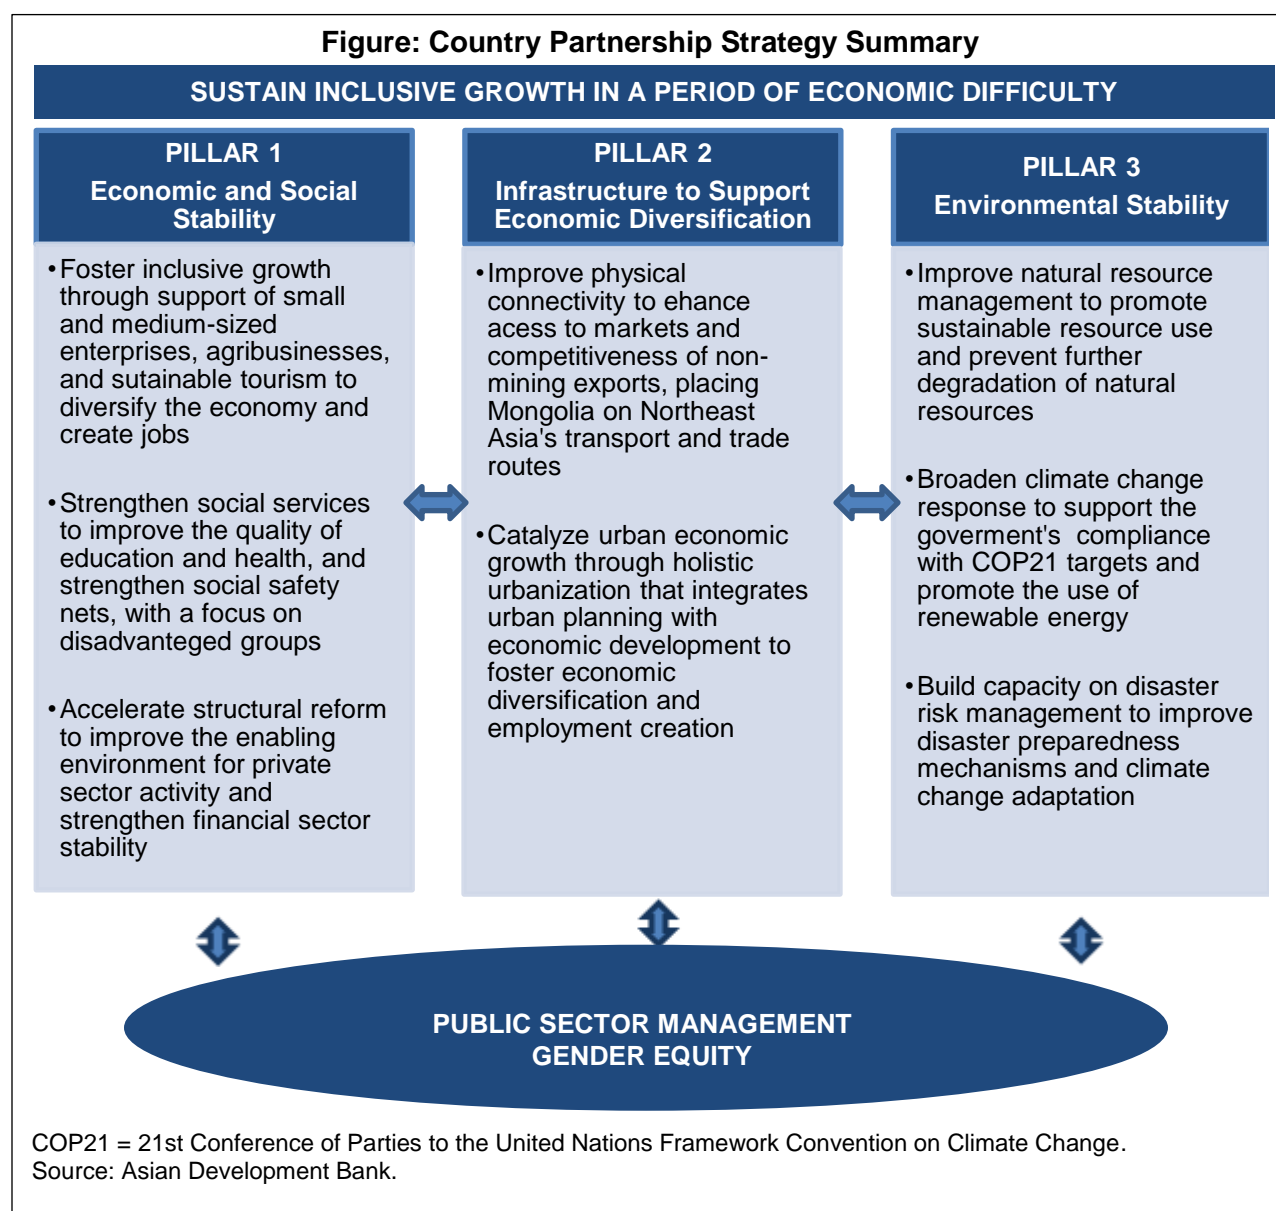 Figure: Country Partnership Strategy Summary
SUSTAIN INCLUSIVE GROWTH IN A PERIOD OF ECONOMIC DIFFICULTY
PILLAR 1
Economic and Social
Stability
•Foster inclusive growth
through support of small
and medium-sized
enterprises, agribusinesses,
and sutainable tourism to
diversify the economy and
create jobs
•Strengthen social services
to improve the quality of
education and health, and
strengthen social safety
nets, with a focus on
disadvanteged groups
•Accelerate structural reform
to improve the enabling
environment for private
sector activity and
strengthen financial sector
stability
PILLAR 2
Infrastructure to Support
Economic Diversification
•Improve physical
connectivity to ehance
acess to markets and
competitiveness of non-
mining exports, placing
Mongolia on Northeast
Asia's transport and trade
routes
•Catalyze urban economic
growth through holistic
urbanization that integrates
urban planning with
economic development to
foster economic
diversification and
employment creation
PILLAR 3
Environmental Stability
•Improve natural resource
management to promote
sustainable resource use
and prevent further
degradation of natural
resources
•Broaden climate change
response to support the
goverment's  compliance
with COP21 targets and
promote the use of
renewable energy
•Build capacity on disaster
risk management to improve
disaster preparedness
mechanisms and climate
change adaptation
PUBLIC SECTOR MANAGEMENT
GENDER EQUITY
COP21 = 21st Conference of Parties to the United Nations Framework Convention on Climate Change.
Source: Asian Development Bank.